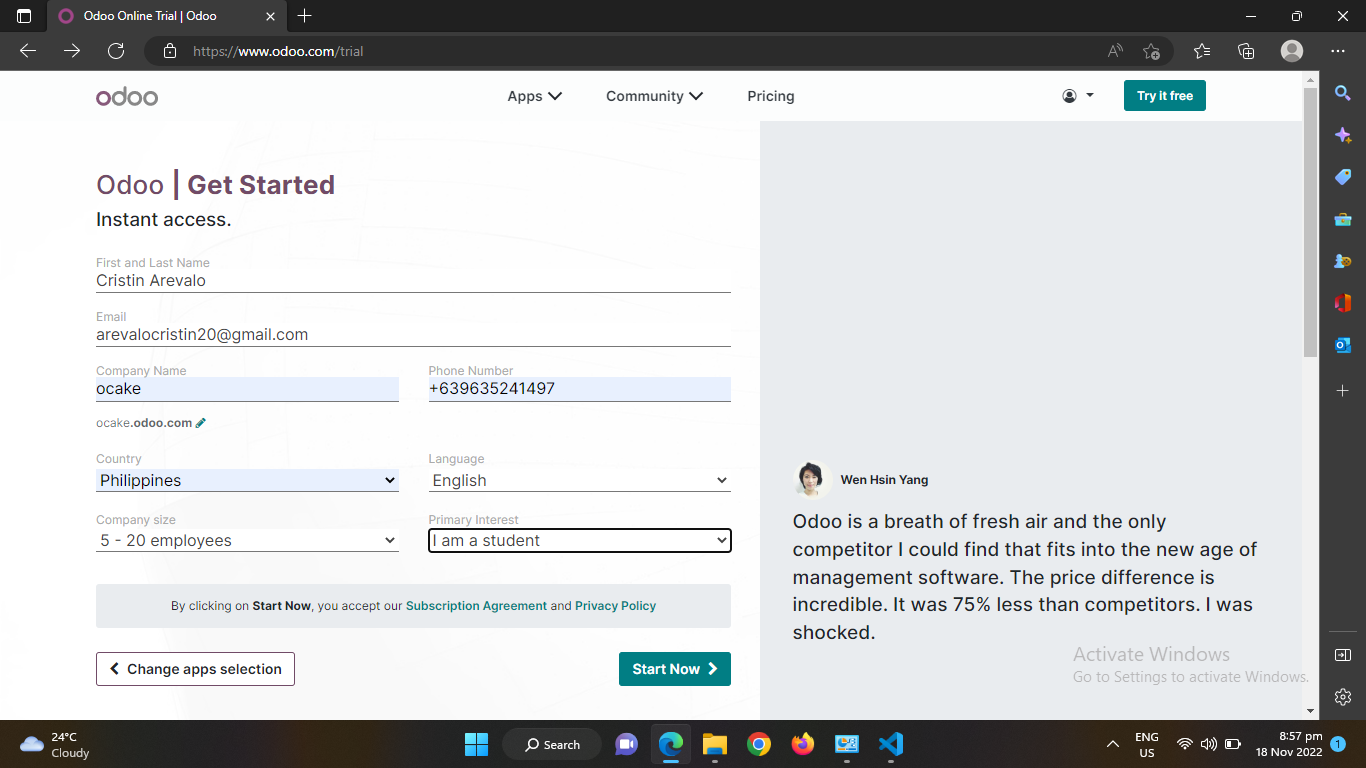 Odoo Online Trial | Odoo
https://www.odoo.com/trial
odoo
Apps
Community
Pricing
Try it free
Odoo | Get Started
Instant access.
First and Last Name
Cristin Arevalo
Email
arevalocristin20@gmail.com
Company Name
ocake
Phone Number
+639635241497
ocake.odoo.com
Country
Philippines
Language
English
Company size
5 - 20 employees
Primary Interest
I am a student
By clicking on Start Now, you accept our Subscription Agreement and Privacy Policy
Change apps selection
Start Now
Wen Hsin Yang
Odoo is a breath of fresh air and the only
competitor I could find that fits into the new age of
management software. The price difference is
incredible. It was 75% less than competitors. I was
shocked.
Activate Windows
Go to Settings to activate Windows.
24°C
Cloudy
Search
ENG
US
8:57 pm
18 Nov 2022
1